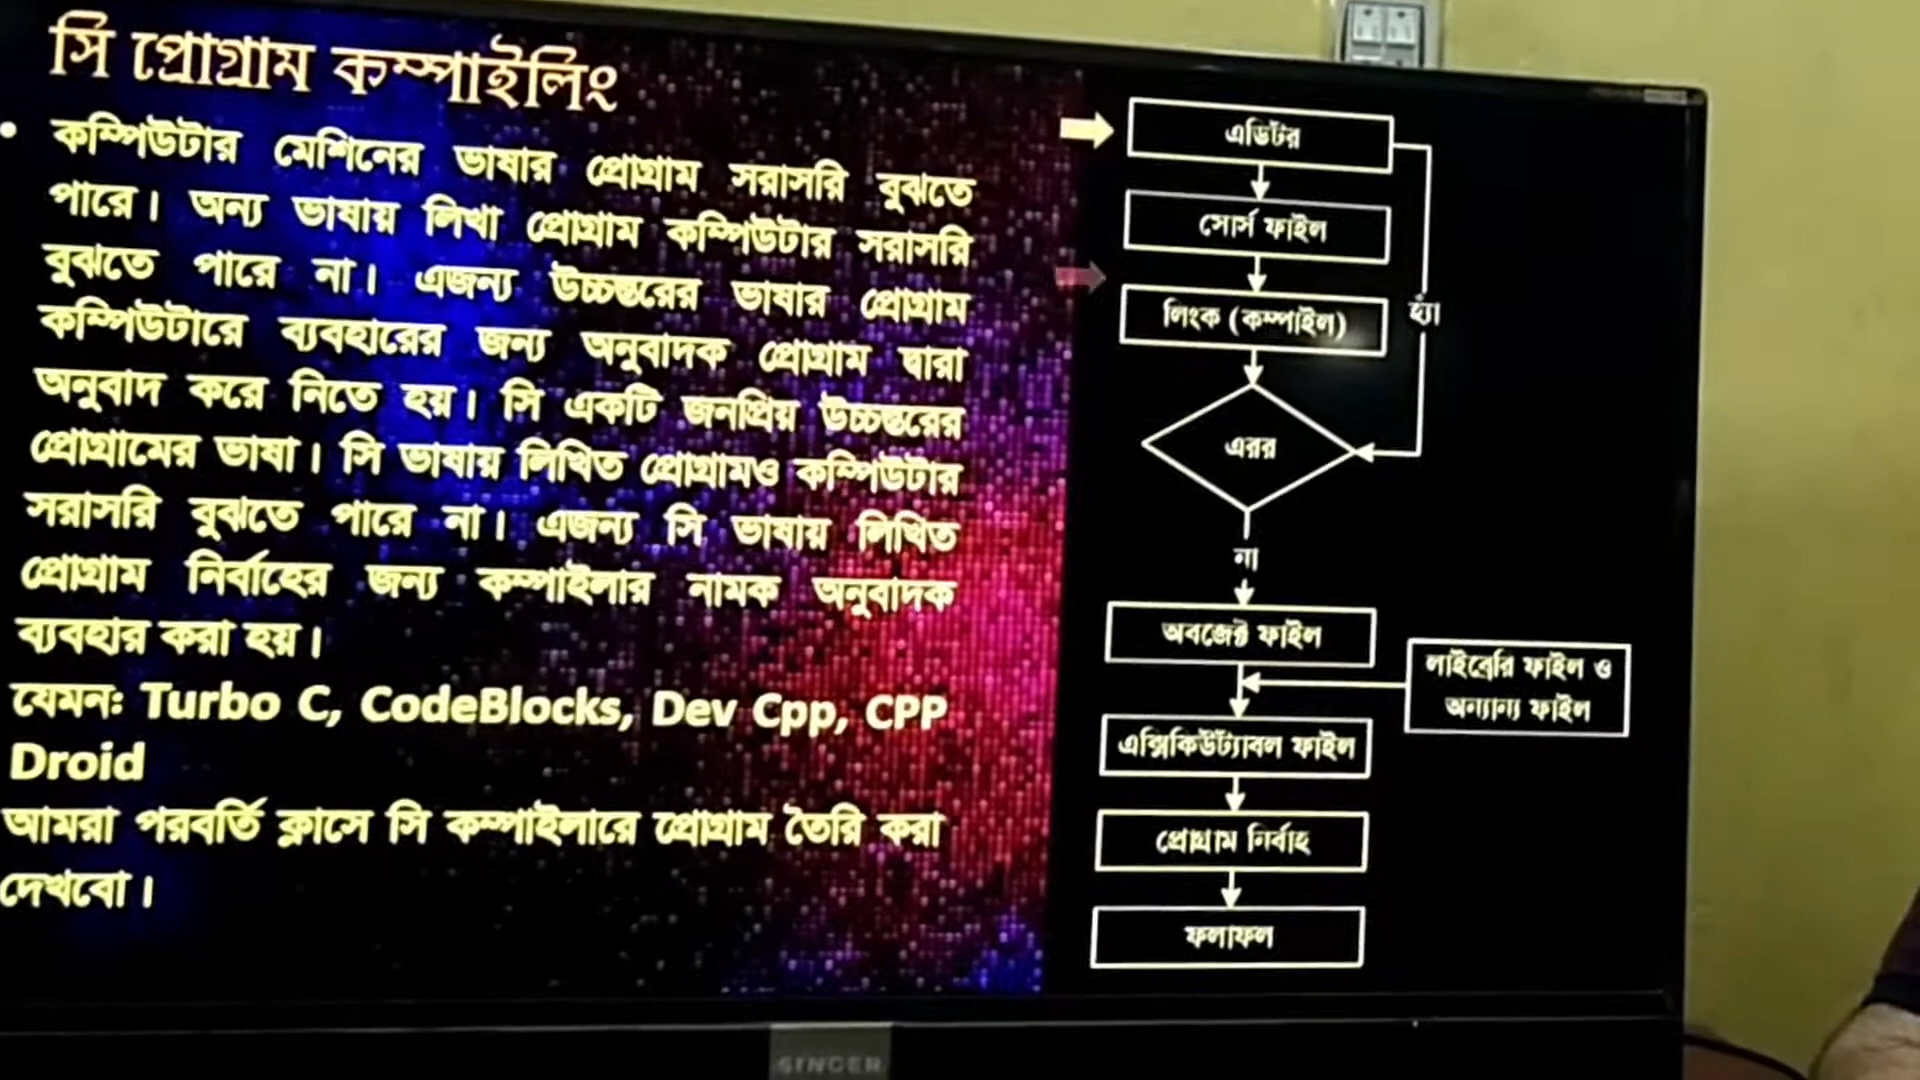 সি প্রোগ্রাম কম্পাইলিং
• কম্পিউটার মেশিনের ভাষার প্রোগ্রাম সরাসরি বুঝতে
পারে। অন্য ভাষায় লিখা প্রোগ্রাম কম্পিউটার সরাসরি
বুঝতে পারে না। এজন্য উচ্চস্তরের ভাষার প্রোগ্রাম
কম্পিউটারে ব্যবহারের জন্য অনুবাদক প্রোগ্রাম দ্বারা
অনুবাদ করে নিতে হয়। সি একটি জনপ্রিয় উচ্চস্তরের
প্রোগ্রামের ভাষা। সি ভাষায় লিখিত প্রোগ্রামও কম্পিউটার
সরাসরি বুঝতে পারে না। এজন্য সি ভাষায় লিখিত
প্রোগ্রাম নির্বাহের জন্য কম্পাইলার নামক অনুবাদক
ব্যবহার করা হয়।
যেমনঃ Turbo C, CodeBlocks, Dev Cpp, CPP
Droid
আমরা পরবর্তি ক্লাসে সি কম্পাইলারে প্রোগ্রাম তৈরি করা
দেখবো।
এডিটর
সোর্স ফাইল
লিংক (কম্পাইল)
হ্যাঁ
এরর
না
অবজেক্ট ফাইল
লাইব্রেরি ফাইল ও
অন্যান্য ফাইল
এক্সিকিউট্যাবল ফাইল
প্রোগ্রাম নির্বাহ
ফলাফল
SINGER